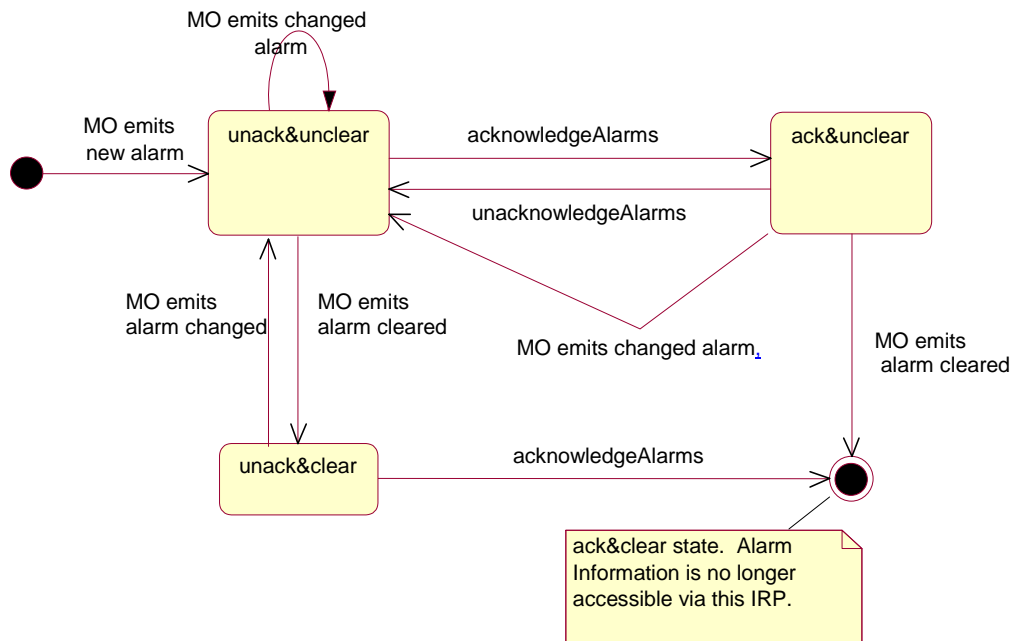 MO emits changed
alarm
MO emits
new alarm
unack&unclear
acknowledgeAlarms
ack&unclear
unacknowledgeAlarms
MO emits
alarm changed
MO emits
alarm cleared
MO emits changed alarm.
MO emits
alarm cleared
unack&clear
acknowledgeAlarms
ack&clear state. Alarm
Information is no longer
accessible via this IRP.